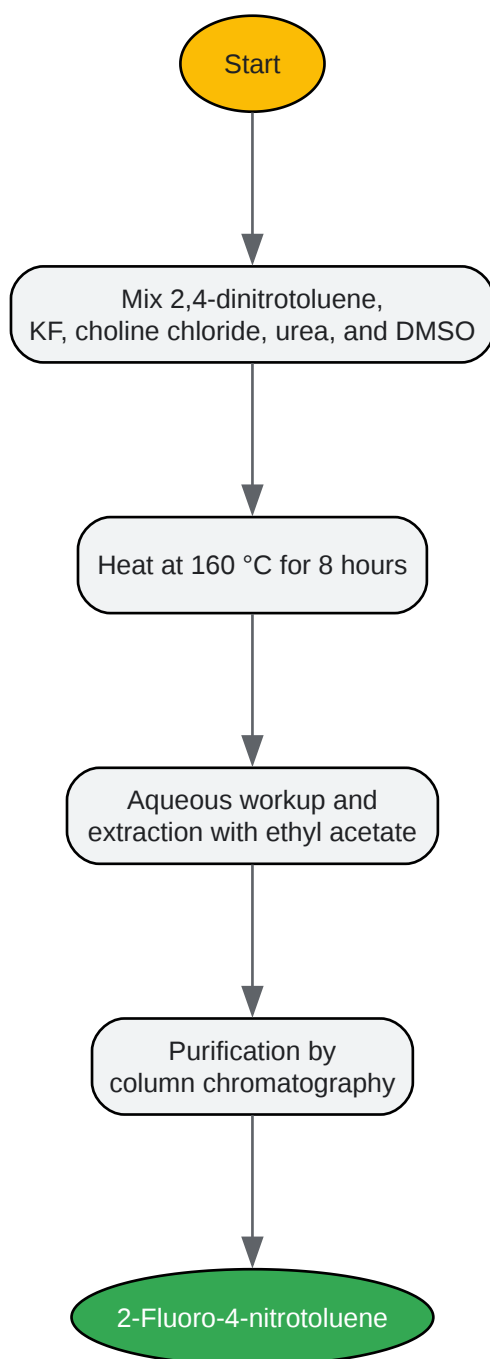 Start
Mix 2,4-dinitrotoluene,
KF, choline chloride, urea, and DMSO
Heat at 160 °C for 8 hours
Aqueous workup and
extraction with ethyl acetate
Purification by
column chromatography
2-Fluoro-4-nitrotoluene